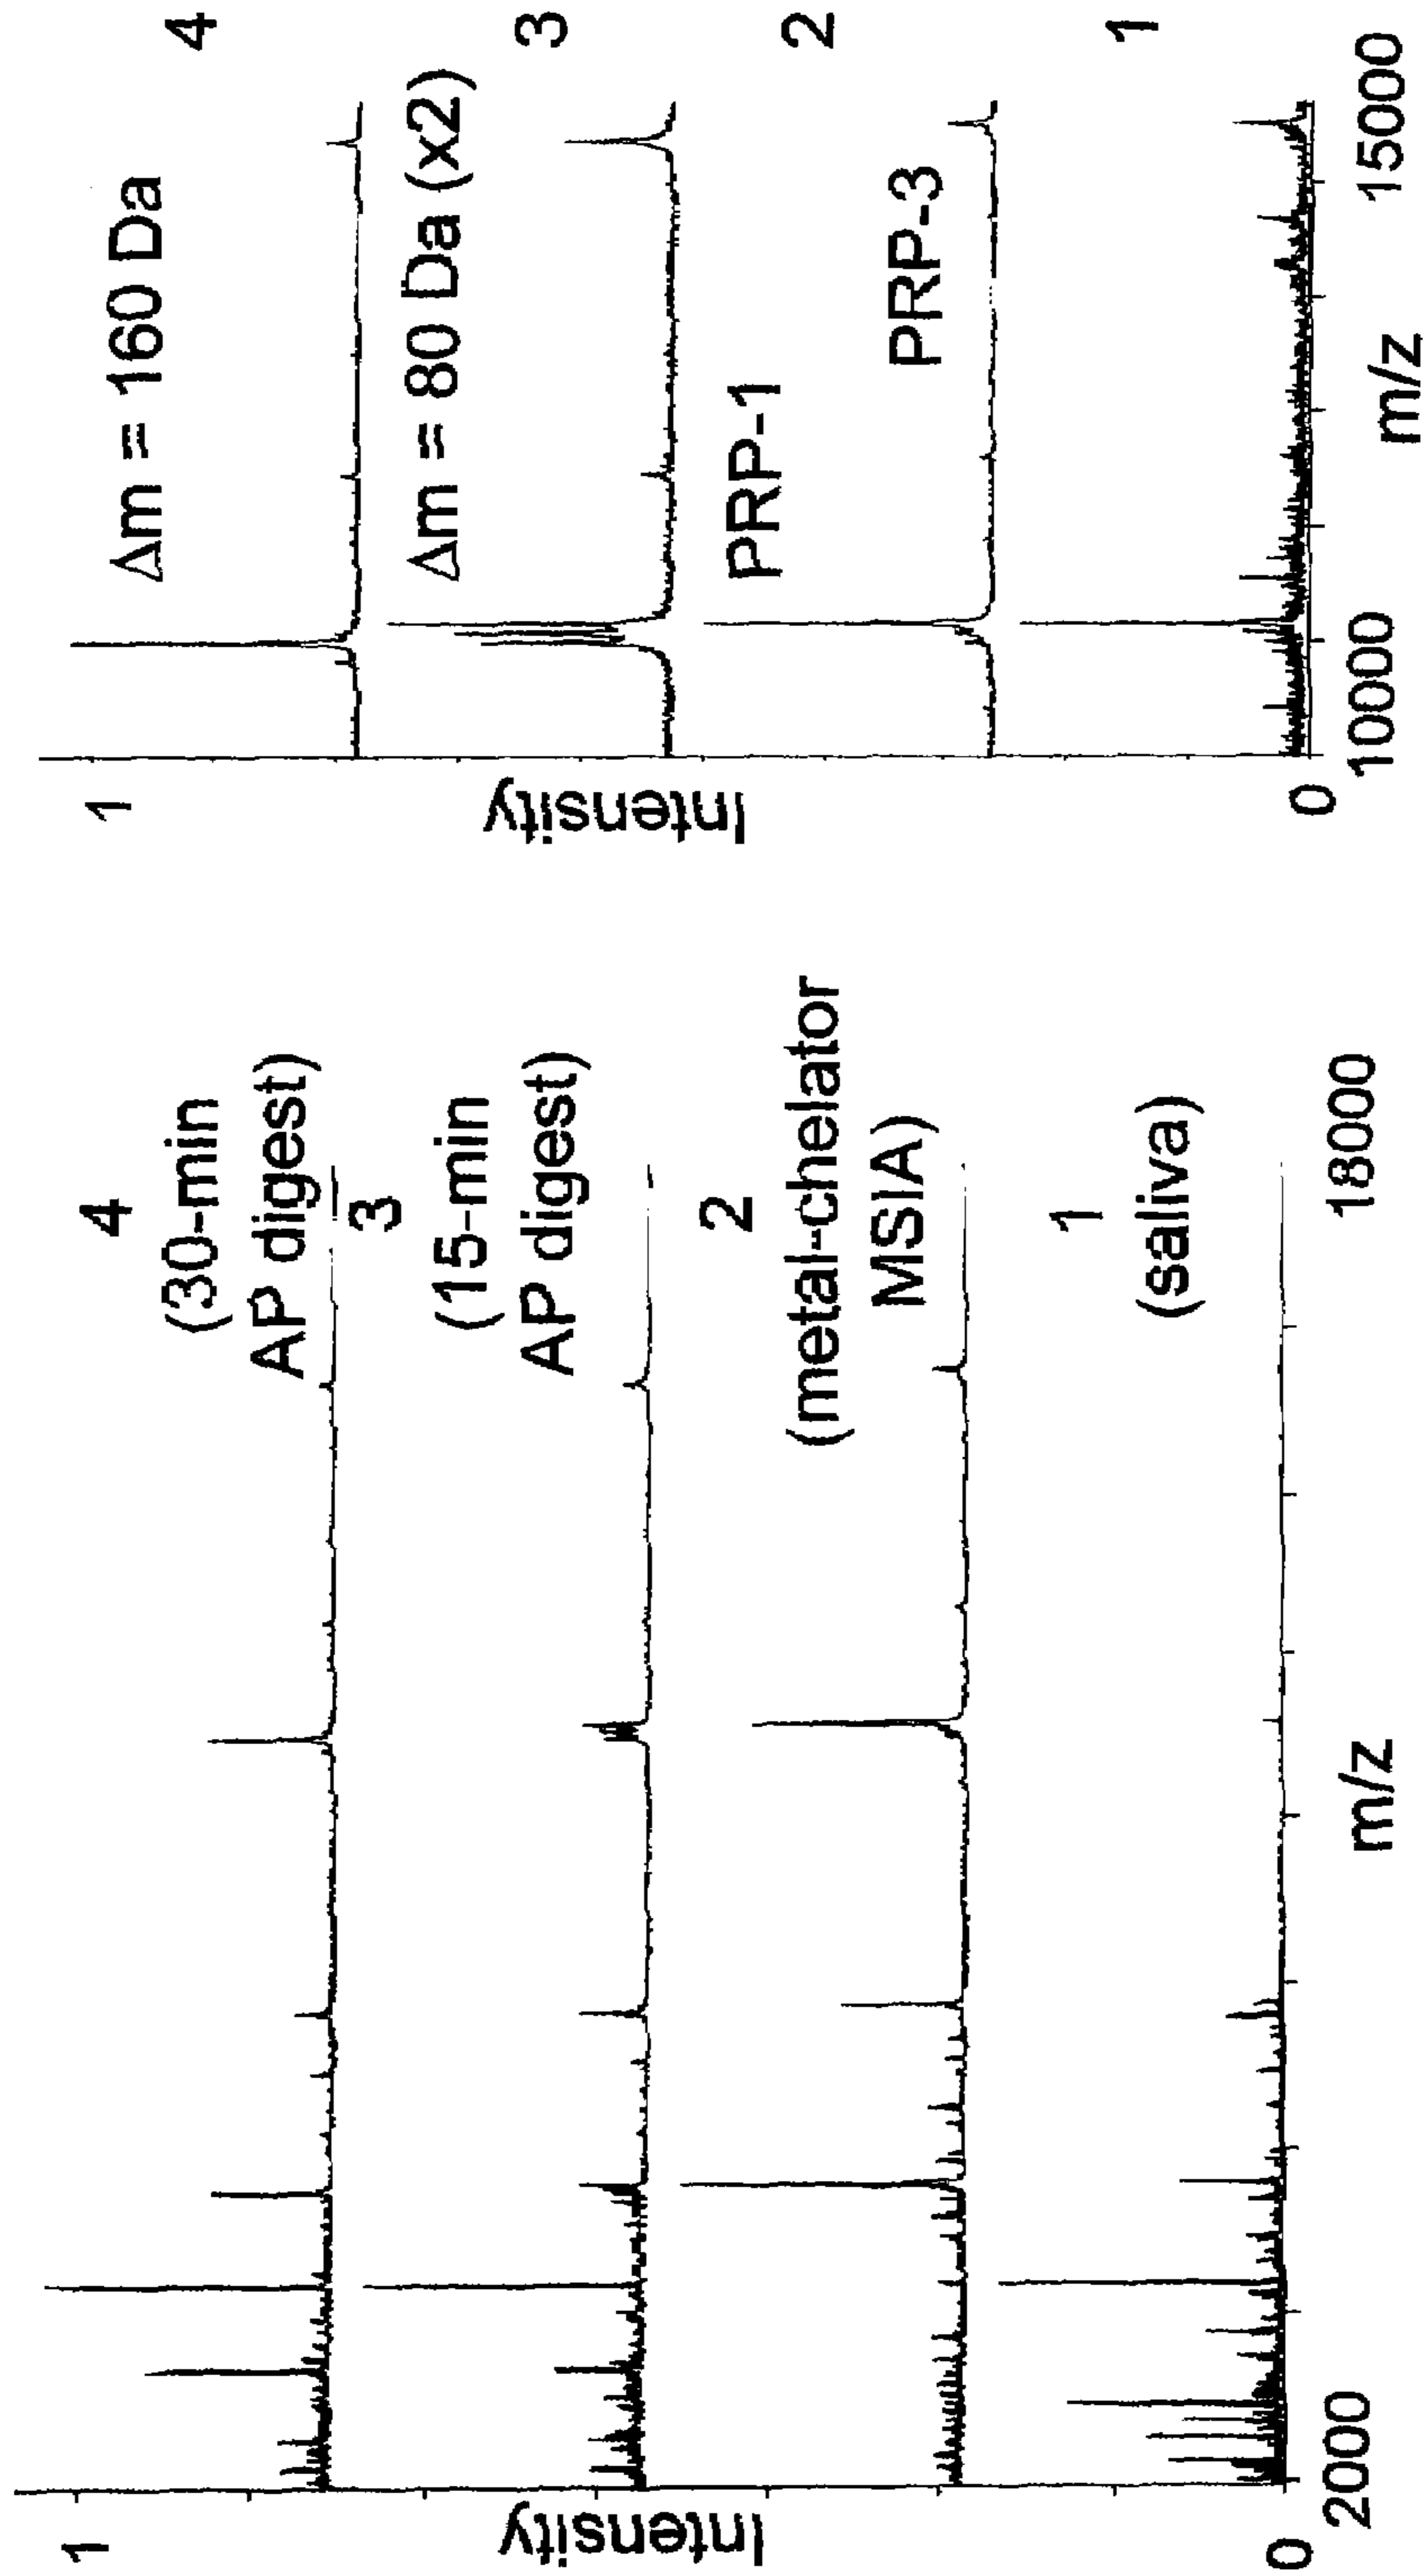 1
Intensity
0
4
(30-min
AP digest)
3
(15-min
AP digest)
2
(metal-chelator
MSIA)
1
(saliva)
2000
m/z
18000
1
Intensity
0
Δm = 160 Da
4
Δm = 80 Da (x2)
3
PRP-1
PRP-3
2
1
10000
m/z
15000